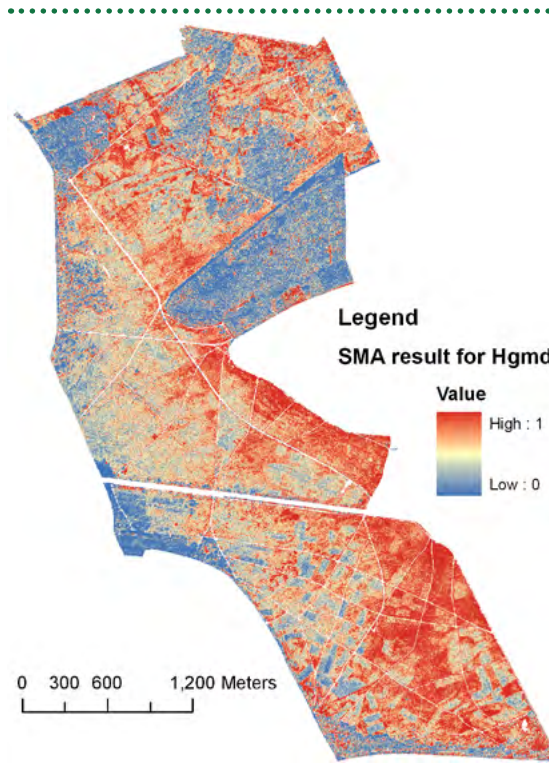 Legend
SMA result for Hgmd
Value
High : 1
Low : 0
0 300 600 1,200 Meters